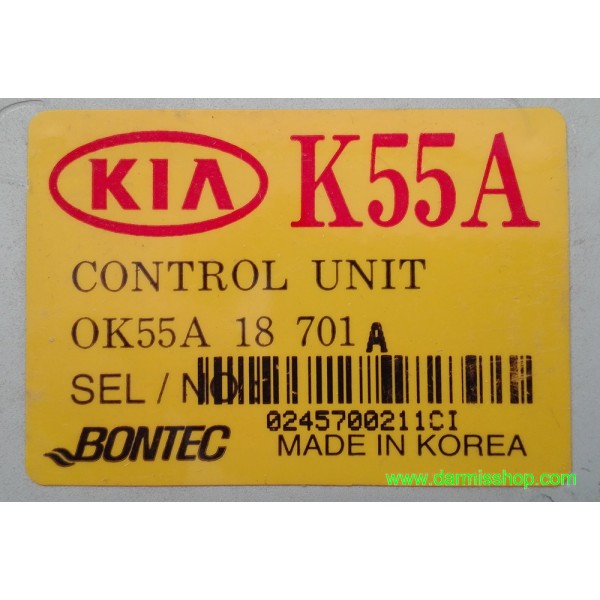 KIA K55A
CONTROL UNIT
OK55A 18 701 A
SEL / NO
0245700211CI
BONTEC MADE IN KOREA
www.darmisshop.com